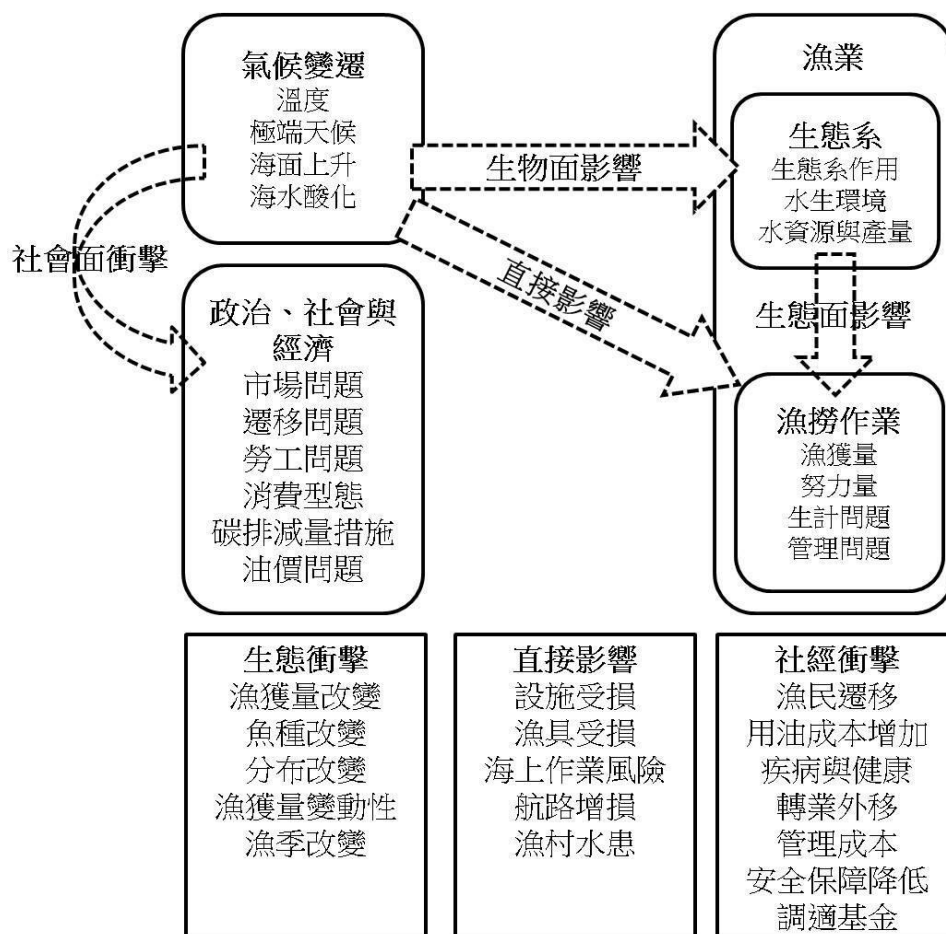 氣候變遷
溫度
極端天候
海面上升
海水酸化
漁業
生態系
生態系作用
水生環境
水資源與產量
生物面影響
直接影響
社會面衝擊
生態面影響
政治、社會與
經濟
市場問題
遷移問題
勞工問題
消費型態
碳排減量措施
油價問題
漁撈作業
漁獲量
努力量
生計問題
管理問題
生態衝擊
漁獲量改變
魚種改變
分布改變
漁獲量變動性
漁季改變
直接影響
設施受損
漁具受損
海上作業風險
航路增損
漁村水患
社經衝擊
漁民遷移
用油成本增加
疾病與健康
轉業外移
管理成本
安全保障降低
調適基金